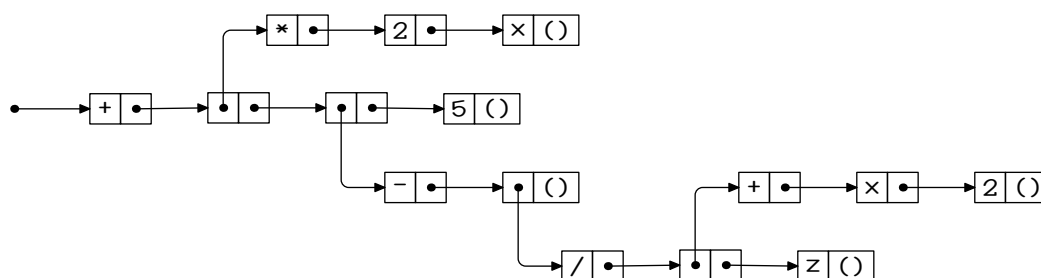 * 2 x ()
+ 5 ()
- () + x 2 ()
/ z ()